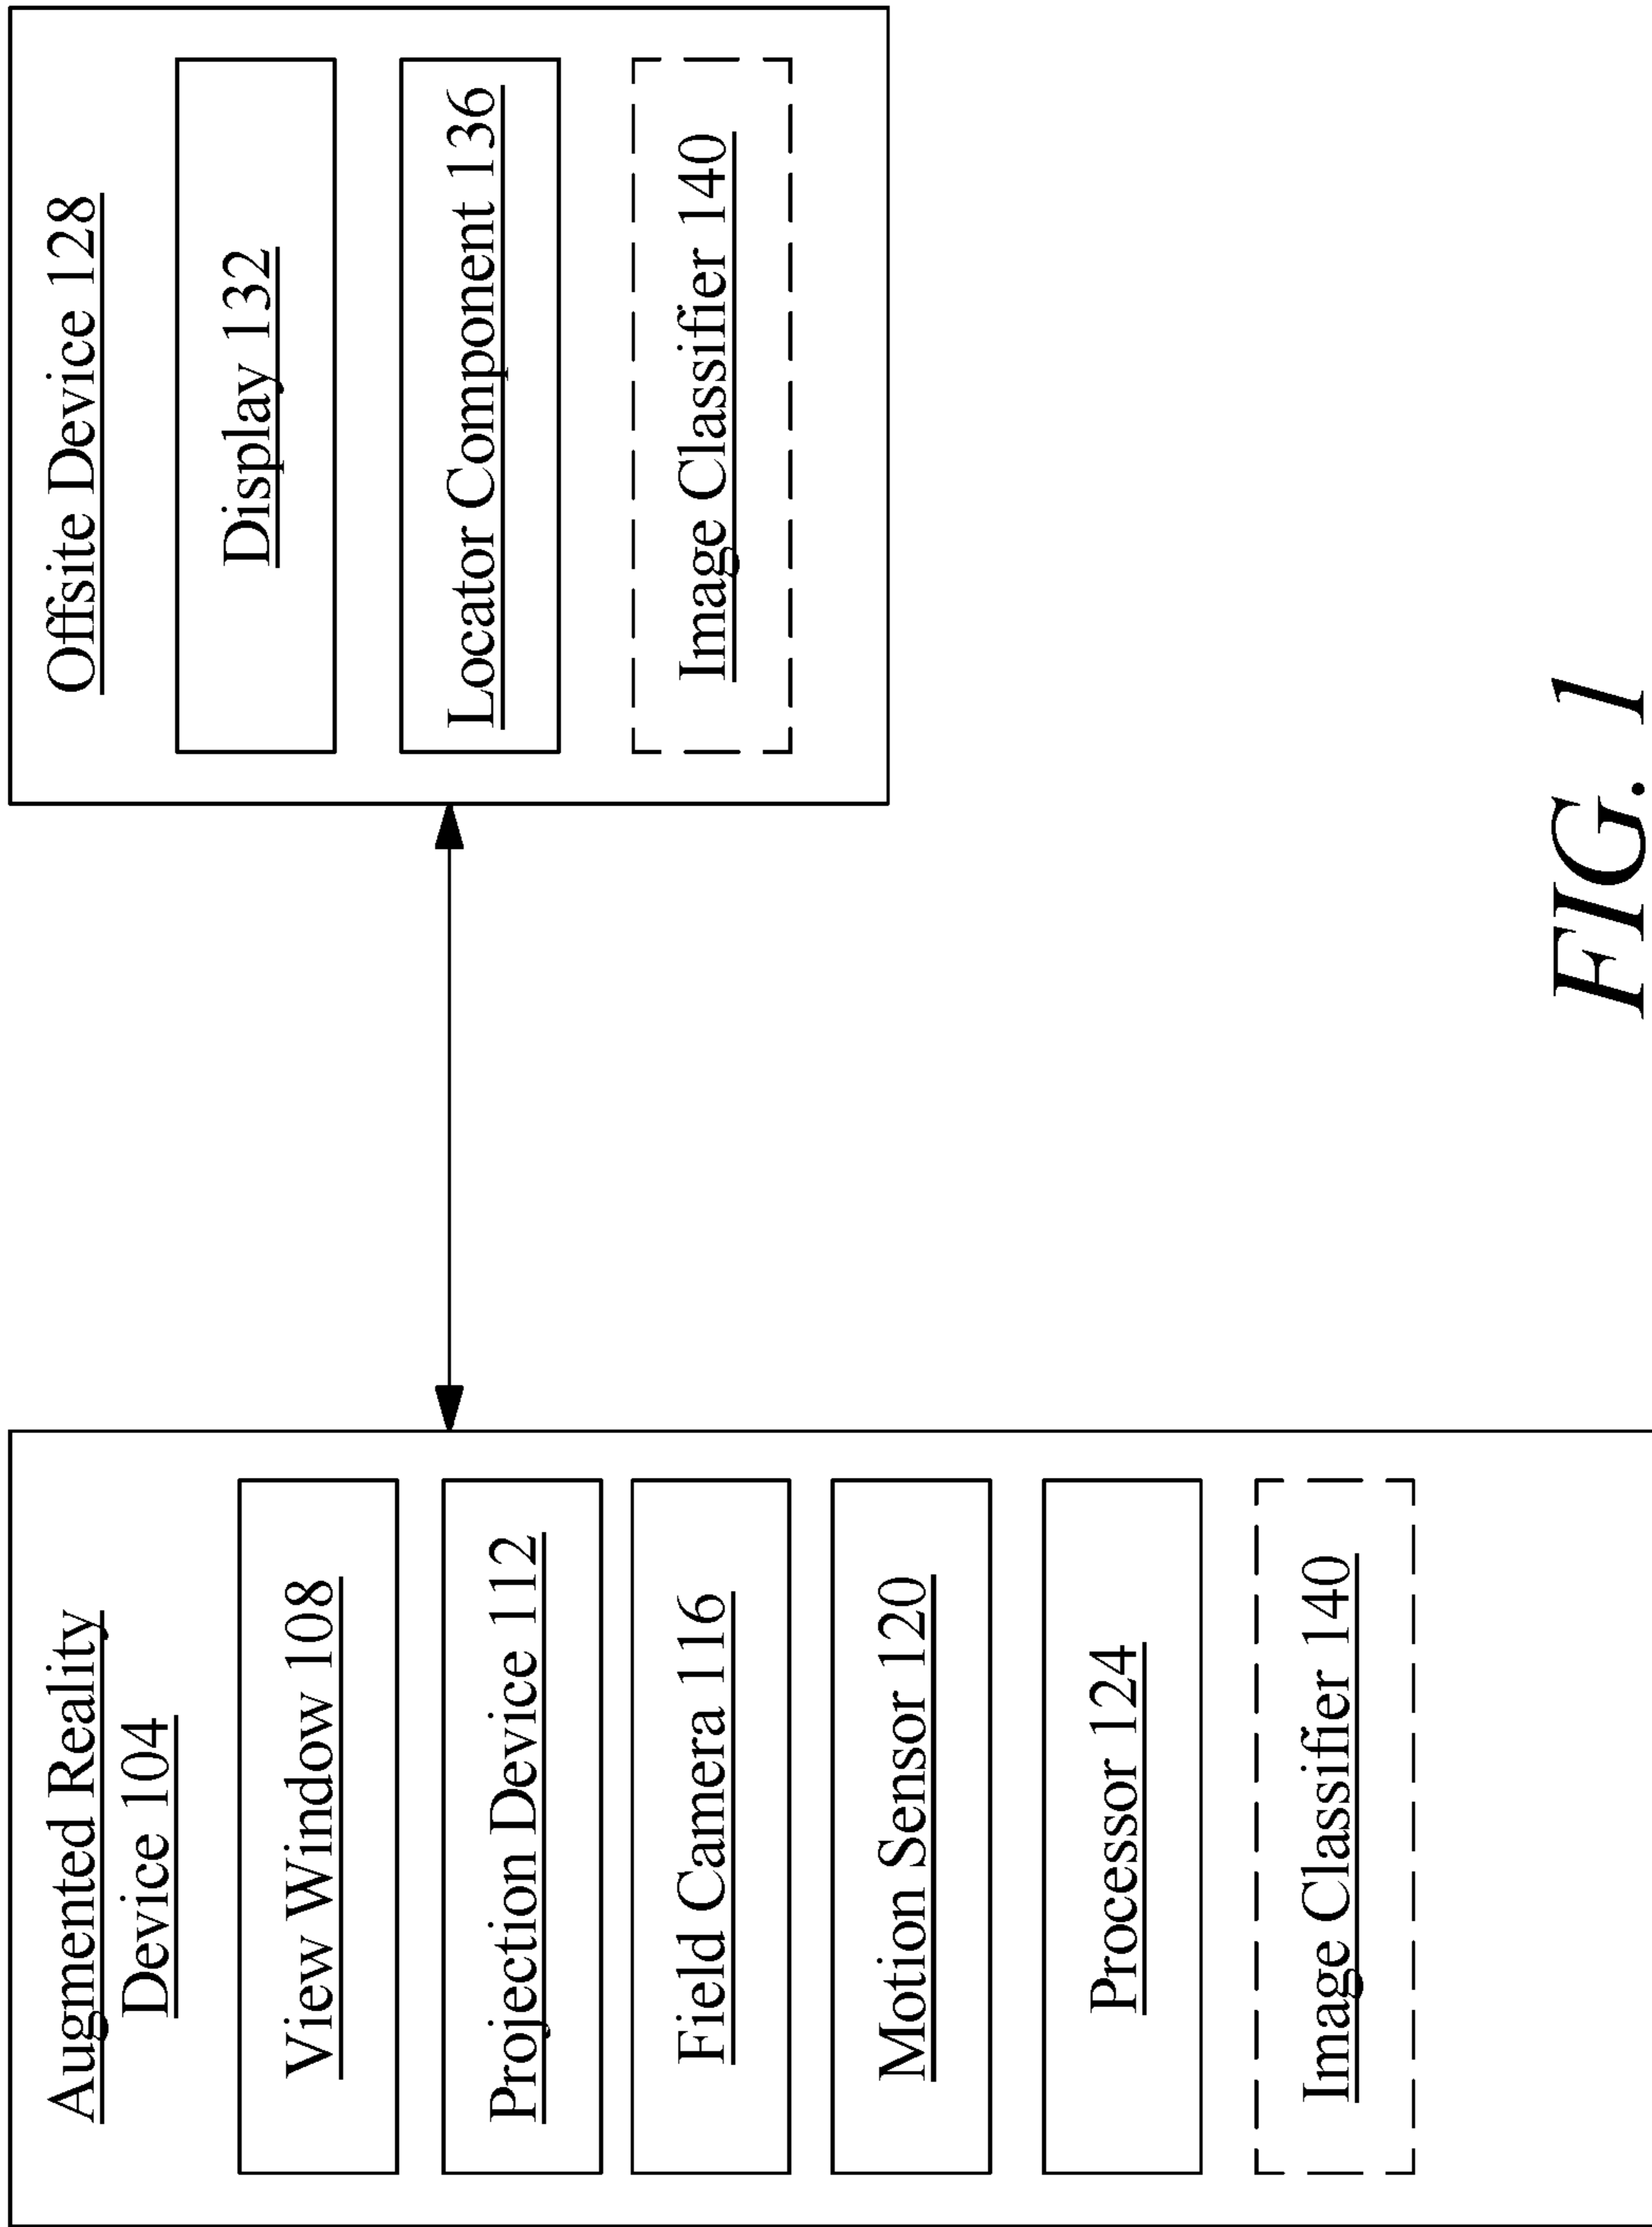 Augmented Reality
Device 104
View Window 108
Projection Device 112
Field Camera 116
Motion Sensor 120
Processor 124
Image Classifier 140
Offsite Device 128
Display 132
Locator Component 136
Image Classifier 140
FIG. 1